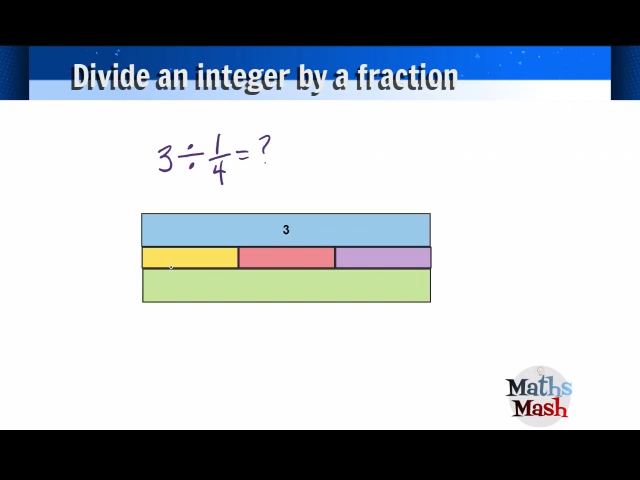 Divide an integer by a fraction
3 ÷ 1/4 = ?
3
Maths
Mash